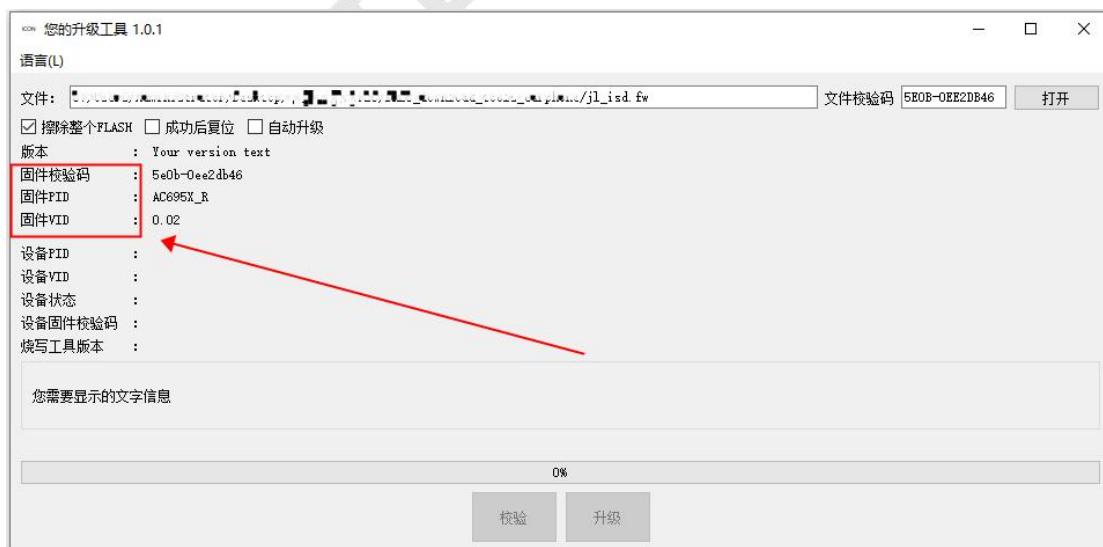 ICON 您的升级工具 1.0.1
语言(L)
文件: /jl_isd.fw 文件校验码 5E0B-0EE2DB46 打开
擦除整个FLASH 成功后复位 自动升级
版本 : Your version text
固件校验码 : 5e0b-0ee2db46
固件PID : AC695X_R
固件VID : 0.02
设备PID :
设备VID :
设备状态 :
设备固件校验码 :
烧写工具版本 :
您需要显示的文字信息
0%
校验 升级